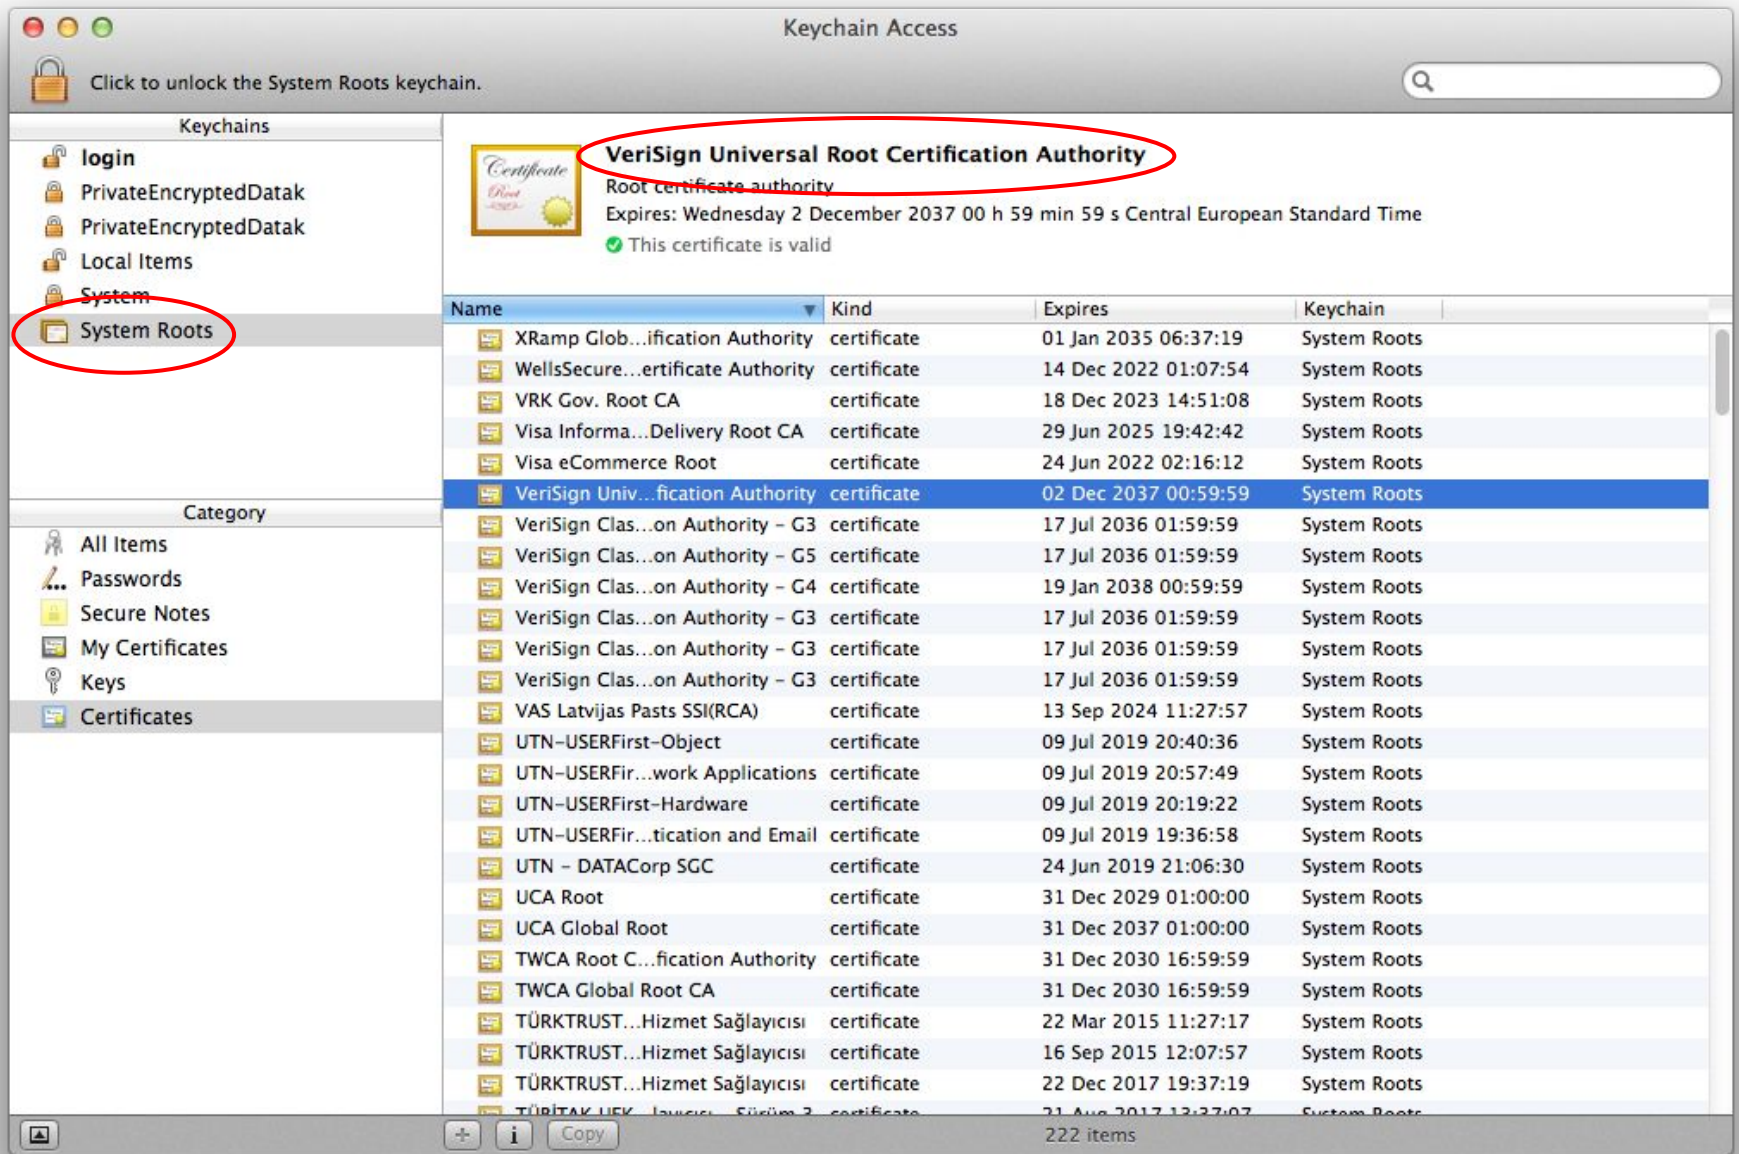 Keychain Access
Click to unlock the System Roots keychain.
Keychains
login
PrivateEncryptedDatak
PrivateEncryptedDatak
Local Items
System
System Roots
Category
All Items
Passwords
Secure Notes
My Certificates
Keys
Certificates
Certificate
Root
VeriSign Universal Root Certification Authority
Root certificate authority
Expires: Wednesday 2 December 2037 00 h 59 min 59 s Central European Standard Time
This certificate is valid
Name Kind Expires Keychain
XRamp Glob...ification Authority certificate 01 Jan 2035 06:37:19 System Roots
WellsSecure...ertificate Authority certificate 14 Dec 2022 01:07:54 System Roots
VRK Gov. Root CA certificate 18 Dec 2023 14:51:08 System Roots
Visa Informa...Delivery Root CA certificate 29 Jun 2025 19:42:42 System Roots
Visa eCommerce Root certificate 24 Jun 2022 02:16:12 System Roots
VeriSign Univ...fication Authority certificate 02 Dec 2037 00:59:59 System Roots
VeriSign Clas...on Authority – G3 certificate 17 Jul 2036 01:59:59 System Roots
VeriSign Clas...on Authority – G5 certificate 17 Jul 2036 01:59:59 System Roots
VeriSign Clas...on Authority – G4 certificate 19 Jan 2038 00:59:59 System Roots
VeriSign Clas...on Authority – G3 certificate 17 Jul 2036 01:59:59 System Roots
VeriSign Clas...on Authority – G3 certificate 17 Jul 2036 01:59:59 System Roots
VeriSign Clas...on Authority – G3 certificate 17 Jul 2036 01:59:59 System Roots
VAS Latvijas Pasts SSI(RCA) certificate 13 Sep 2024 11:27:57 System Roots
UTN-USERFirst-Object certificate 09 Jul 2019 20:40:36 System Roots
UTN-USERFir...work Applications certificate 09 Jul 2019 20:57:49 System Roots
UTN-USERFirst-Hardware certificate 09 Jul 2019 20:19:22 System Roots
UTN-USERFir...tication and Email certificate 09 Jul 2019 19:36:58 System Roots
UTN – DATACorp SGC certificate 24 Jun 2019 21:06:30 System Roots
UCA Root certificate 31 Dec 2029 01:00:00 System Roots
UCA Global Root certificate 31 Dec 2037 01:00:00 System Roots
TWCA Root C...fication Authority certificate 31 Dec 2030 16:59:59 System Roots
TWCA Global Root CA certificate 31 Dec 2030 16:59:59 System Roots
TÜRKTRUST...Hizmet Sağlayıcısı certificate 22 Mar 2015 11:27:17 System Roots
TÜRKTRUST...Hizmet Sağlayıcısı certificate 16 Sep 2015 12:07:57 System Roots
TÜRKTRUST...Hizmet Sağlayıcısı certificate 22 Dec 2017 19:37:19 System Roots
TÜBİTAK UEK...layıcısı – Sürüm 3 certificate 21 Aug 2017 13:37:07 System Roots
Copy
222 items